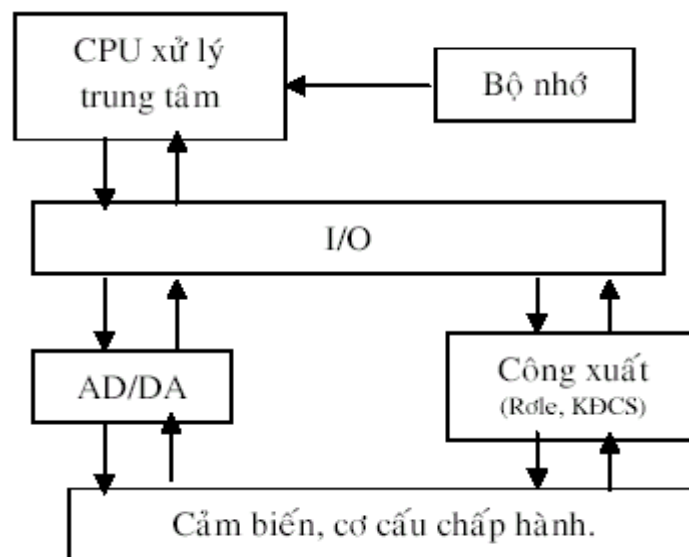 CPU xử lý
trung tâm
Bộ nhớ
I/O
AD/DA
Công xuất
(Rơle, KĐCS)
Cảm biến, cơ cấu chấp hành.